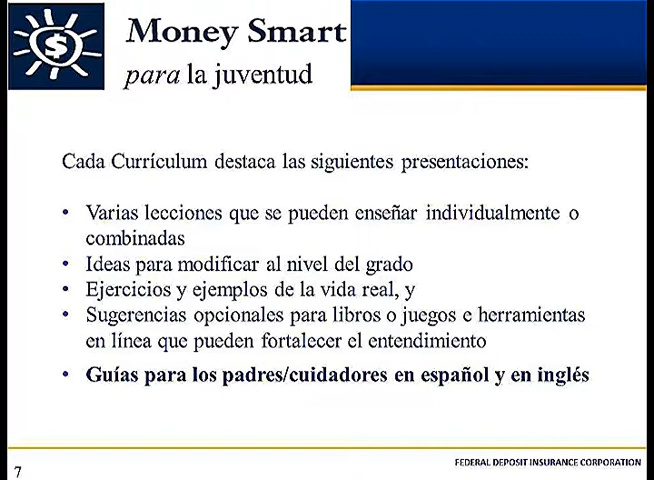 Money Smart
para la juventud
Cada Currículum destaca las siguientes presentaciones:
• Varias lecciones que se pueden enseñar individualmente o
combinadas
• Ideas para modificar al nivel del grado
• Ejercicios y ejemplos de la vida real, y
• Sugerencias opcionales para libros o juegos e herramientas
en línea que pueden fortalecer el entendimiento
• Guías para los padres/cuidadores en español y en inglés
FEDERAL DEPOSIT INSURANCE CORPORATION
7